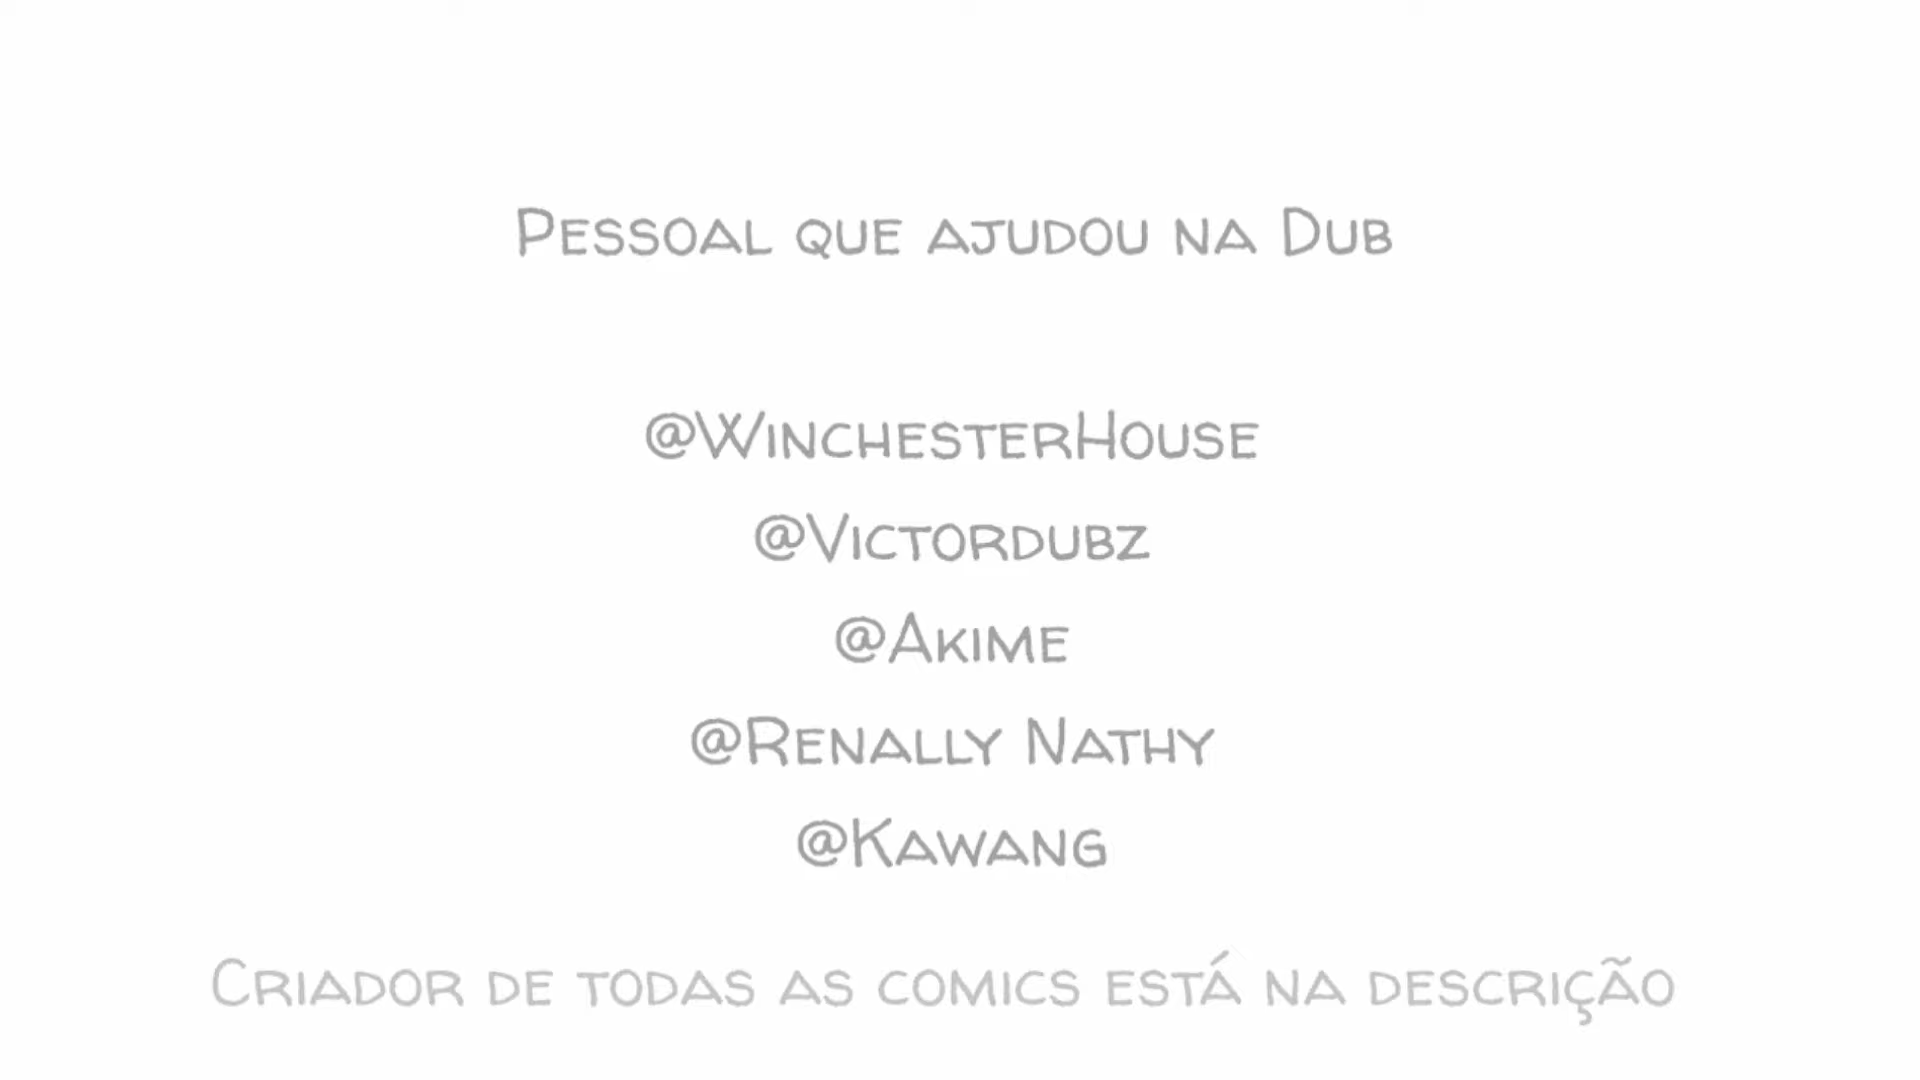 Pessoal que ajudou na Dub
@WinchesterHouse
@Victordubz
@Akime
@Renally Nathy
@Kawang
Criador de todas as comics está na descrição